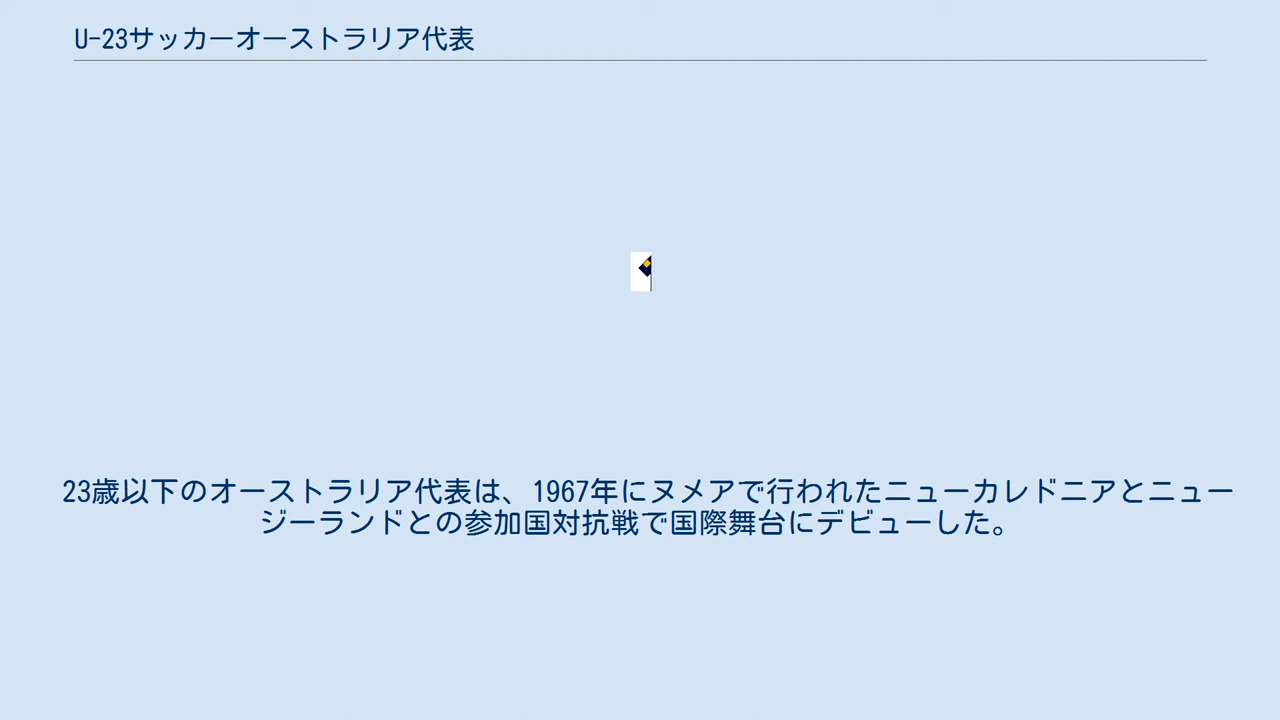 U-23サッカーオーストラリア代表
23歳以下のオーストラリア代表は、1967年にヌメアで行われたニューカレドニアとニュー
ジーランドとの参加国対抗戦で国際舞台にデビューした。